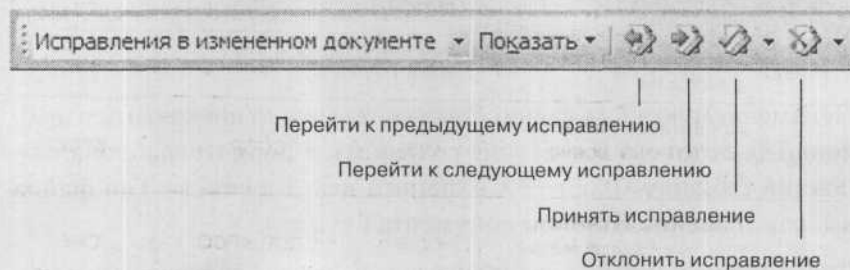 Исправления в измененном документе Показать
Перейти к предыдущему исправлению
Перейти к следующему исправлению
Принять исправление
Отклонить исправление